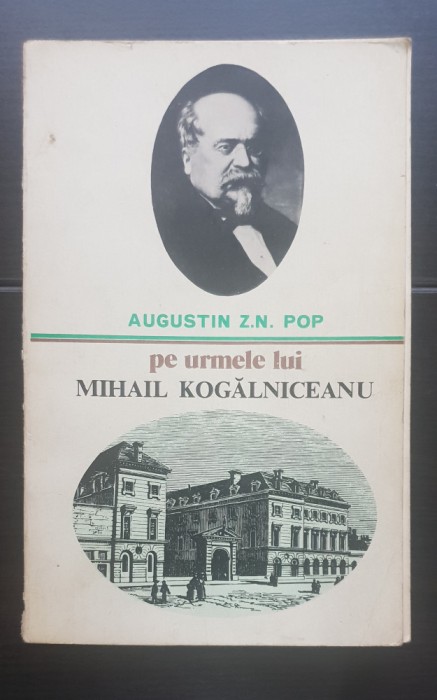 AUGUSTIN Z.N. POP
pe urmele lui
MIHAIL KOGĂLNICEANU